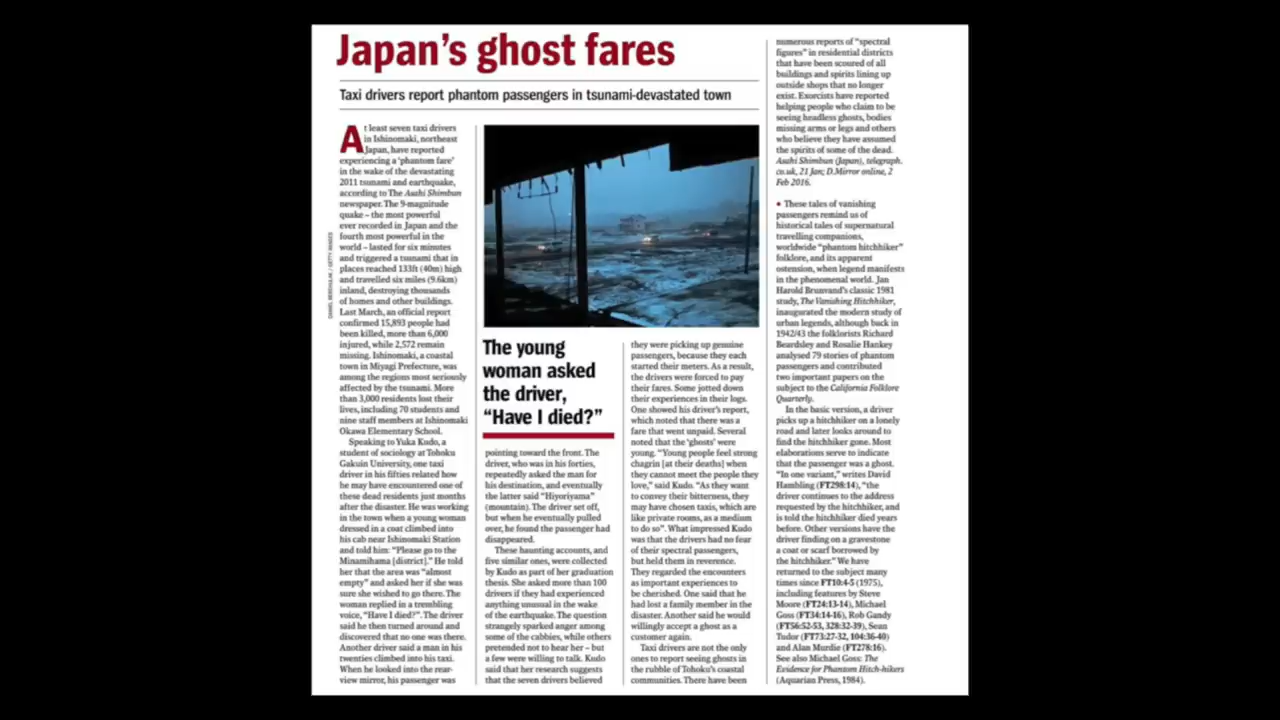 Japan's ghost fares
Taxi drivers report phantom passengers in tsunami-devastated town
At least seven taxi drivers
in Ishinomaki, northeast
Japan, have reported
experiencing a 'phantom fare'
in the wake of the devastating
2011 tsunami and earthquake,
according to The Asahi Shimbun
newspaper. The 9-magnitude
quake – the most powerful
ever recorded in Japan and the
fourth most powerful in the
world – lasted for six minutes
and triggered a tsunami that in
places reached 133ft (40m) high
and travelled six miles (9.6km)
inland, destroying thousands
of homes and other buildings.
Last March, an official report
confirmed 15,893 people had
been killed, more than 6,000
injured, while 2,572 remain
missing. Ishinomaki, a coastal
town in Miyagi Prefecture, was
among the regions most seriously
affected by the tsunami. More
than 3,000 residents lost their
lives, including 70 students and
nine staff members at Ishinomaki
Okawa Elementary School.
Speaking to Yuka Kudo, a
student of sociology at Tohoku
Gakuin University, one taxi
driver in his fifties related how
he may have encountered one of
these dead residents just months
after the disaster. He was working
in the town when a young woman
dressed in a coat climbed into
his cab near Ishinomaki Station
and told him: "Please go to the
Minamihama [district]." He told
her that the area was "almost
empty" and asked her if she was
sure she wished to go there. The
woman replied in a trembling
voice, "Have I died?". The driver
said he then turned around and
discovered that no one was there.
Another driver said a man in his
twenties climbed into his taxi.
When he looked into the rear-
view mirror, his passenger was
The young
woman asked
the driver,
"Have I died?"
pointing toward the front. The
driver, who was in his forties,
repeatedly asked the man for
his destination, and eventually
the latter said "Hiyoriyama"
(mountain). The driver set off,
but when he eventually pulled
over, he found the passenger had
disappeared.
These haunting accounts, and
five similar ones, were collected
by Kudo as part of her graduation
thesis. She asked more than 100
drivers if they had experienced
anything unusual in the wake
of the earthquake. The question
strangely sparked anger among
some of the cabbies, while others
pretended not to hear her – but
a few were willing to talk. Kudo
said that her research suggests
that the seven drivers believed
they were picking up genuine
passengers, because they each
started their meters. As a result,
the drivers were forced to pay
their fares. Some jotted down
their experiences in their logs.
One showed his driver's report,
which noted that there was a
fare that went unpaid. Several
noted that the 'ghosts' were
young. "Young people feel strong
chagrin [at their deaths] when
they cannot meet the people they
love," said Kudo. "As they want
to convey their bitterness, they
may have chosen taxis, which are
like private rooms, as a medium
to do so". What impressed Kudo
was that the drivers had no fear
of their spectral passengers,
but held them in reverence.
They regarded the encounters
as important experiences to
be cherished. One said that he
had lost a family member in the
disaster. Another said he would
willingly accept a ghost as a
customer again.
Taxi drivers are not the only
ones to report seeing ghosts in
the rubble of Tohoku's coastal
communities. There have been
numerous reports of "spectral
figures" in residential districts
that have been scoured of all
buildings and spirits lining up
outside shops that no longer
exist. Exorcists have reported
helping people who claim to be
seeing headless ghosts, bodies
missing arms or legs and others
who believe they have assumed
the spirits of some of the dead.
Asahi Shimbun (Japan), telegraph.
co.uk, 21 Jan; D.Mirror online, 2
Feb 2016.
• These tales of vanishing
passengers remind us of
historical tales of supernatural
travelling companions,
worldwide "phantom hitchhiker"
folklore, and its apparent
ostension, when legend manifests
in the phenomenal world. Jan
Harold Brunvand's classic 1981
study, The Vanishing Hitchhiker,
inaugurated the modern study of
urban legends, although back in
1942/43 the folklorists Richard
Beardsley and Rosalie Hankey
analysed 79 stories of phantom
passengers and contributed
two important papers on the
subject to the California Folklore
Quarterly.
In the basic version, a driver
picks up a hitchhiker on a lonely
road and later looks around to
find the hitchhiker gone. Most
elaborations serve to indicate
that the passenger was a ghost.
"In one variant," writes David
Hambling (FT298:14), "the
driver continues to the address
requested by the hitchhiker, and
is told the hitchhiker died years
before. Other versions have the
driver finding on a gravestone
a coat or scarf borrowed by
the hitchhiker." We have
returned to the subject many
times since FT10:4-5 (1975),
including features by Steve
Moore (FT24:13-14), Michael
Goss (FT34:14-16), Rob Gandy
(FT56:52-53, 328:32-39), Sean
Tudor (FT73:27-32, 104:36-40)
and Alan Murdie (FT278:16).
See also Michael Goss: The
Evidence for Phantom Hitch-hikers
(Aquarian Press, 1984).